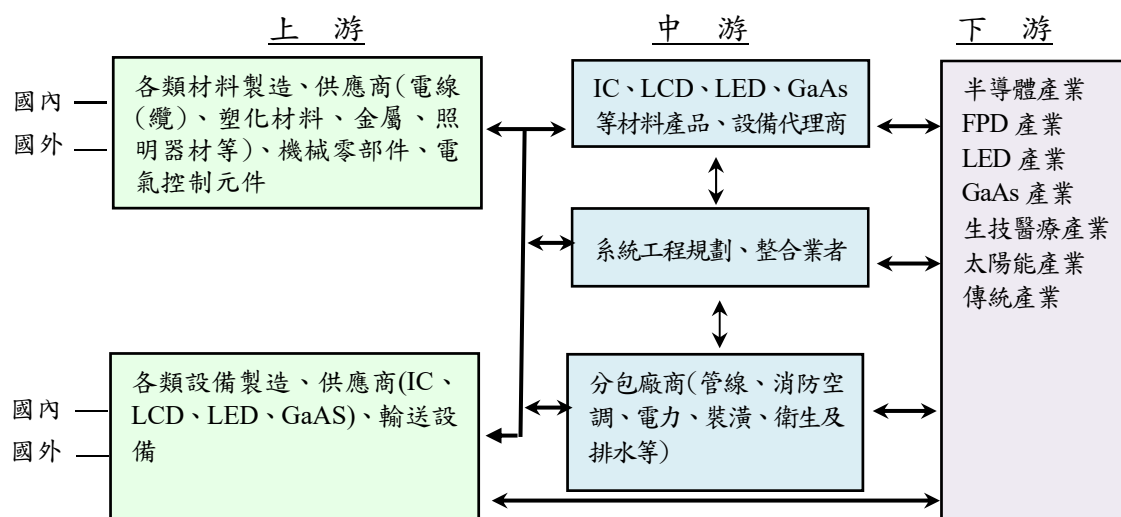 上 游
中 游
下 游
國內
國外
各類材料製造、供應商(電線
(纜)、塑化材料、金屬、照
明器材等)、機械零部件、電
氣控制元件
IC、LCD、LED、GaAs
等材料產品、設備代理商
半導體產業
FPD 產業
LED 產業
GaAs 產業
生技醫療產業
太陽能產業
傳統產業
系統工程規劃、整合業者
國內
國外
各類設備製造、供應商(IC、
LCD、LED、GaAS)、輸送設
備
分包廠商(管線、消防空
調、電力、裝潢、衛生及
排水等)